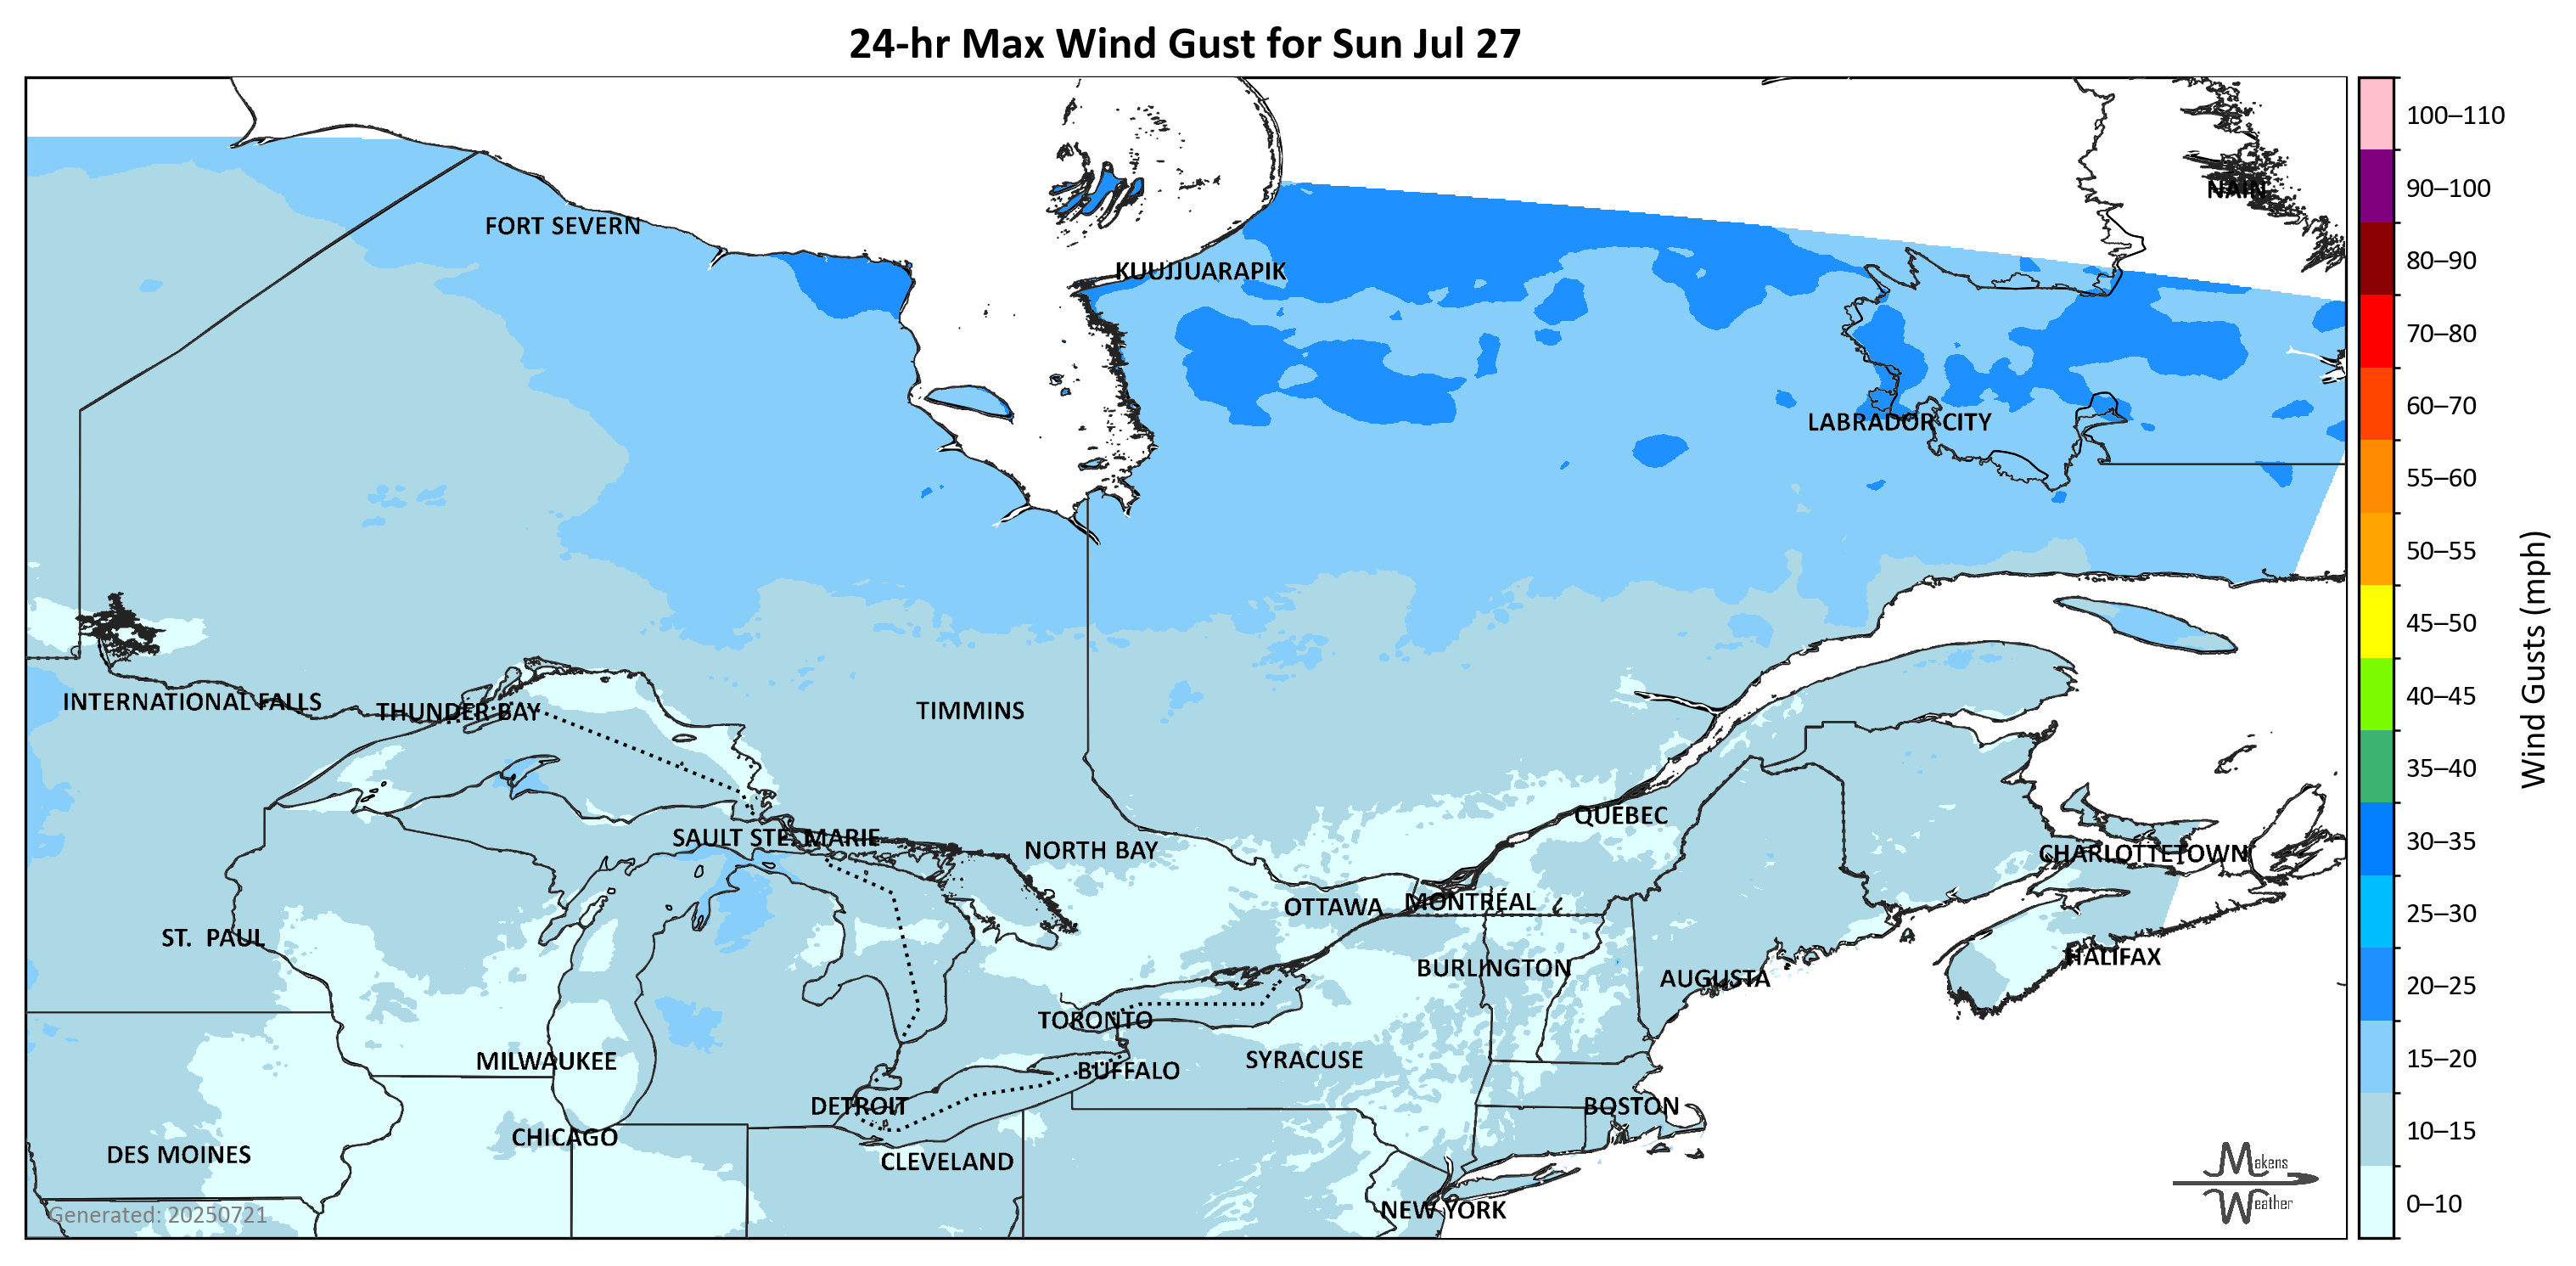 24-hr Max Wind Gust for Sun Jul 27
100–110
NAIN
90–100
FORT SEVERN
80–90
KUUJJUARAPIK
70–80
60–70
LABRADOR CITY
55–60
50–55
45–50
Wind Gusts (mph)
40–45
INTERNATIONAL FALLS
THUNDER BAY
TIMMINS
35–40
QUÉBEC
SAULT STE. MARIE
30–35
NORTH BAY
CHARLOTTETOWN
OTTAWA
MONTRÉAL
25–30
ST. PAUL
HALIFAX
BURLINGTON
AUGUSTA
20–25
TORONTO
MILWAUKEE
SYRACUSE
15–20
BUFFALO
DETROIT
BOSTON
CHICAGO
10–15
DES MOINES
CLEVELAND
Makens
Weather
NEW YORK
0–10
Generated: 20250721